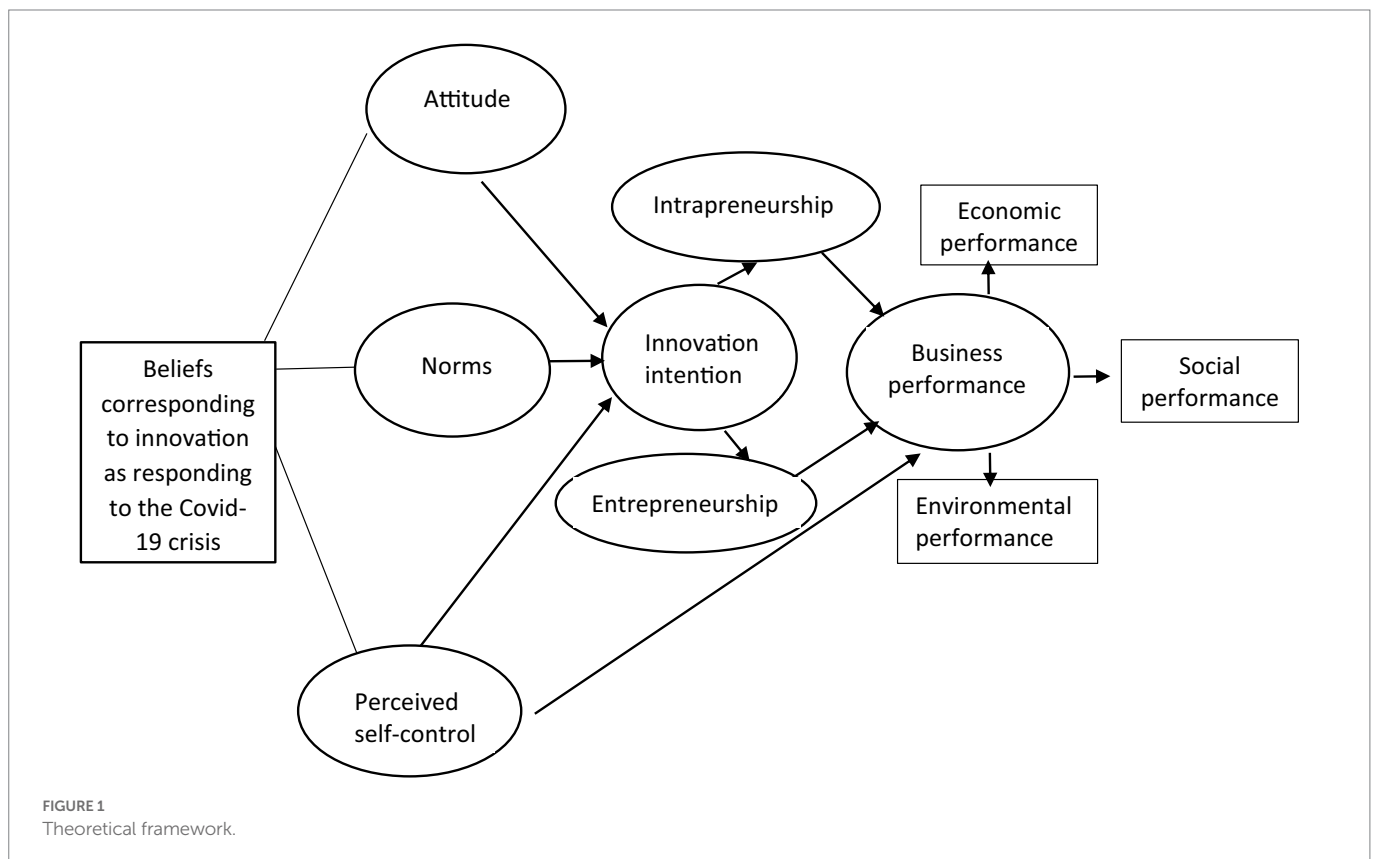 Attitude
Intrapreneurship
Economic
performance
Beliefs
corresponding
to innovation
as responding
to the Covid-
19 crisis
Norms
Innovation
intention
Business
performance
Social
performance
Entrepreneurship
Environmental
performance
Perceived
self-control
FIGURE 1
Theoretical framework.